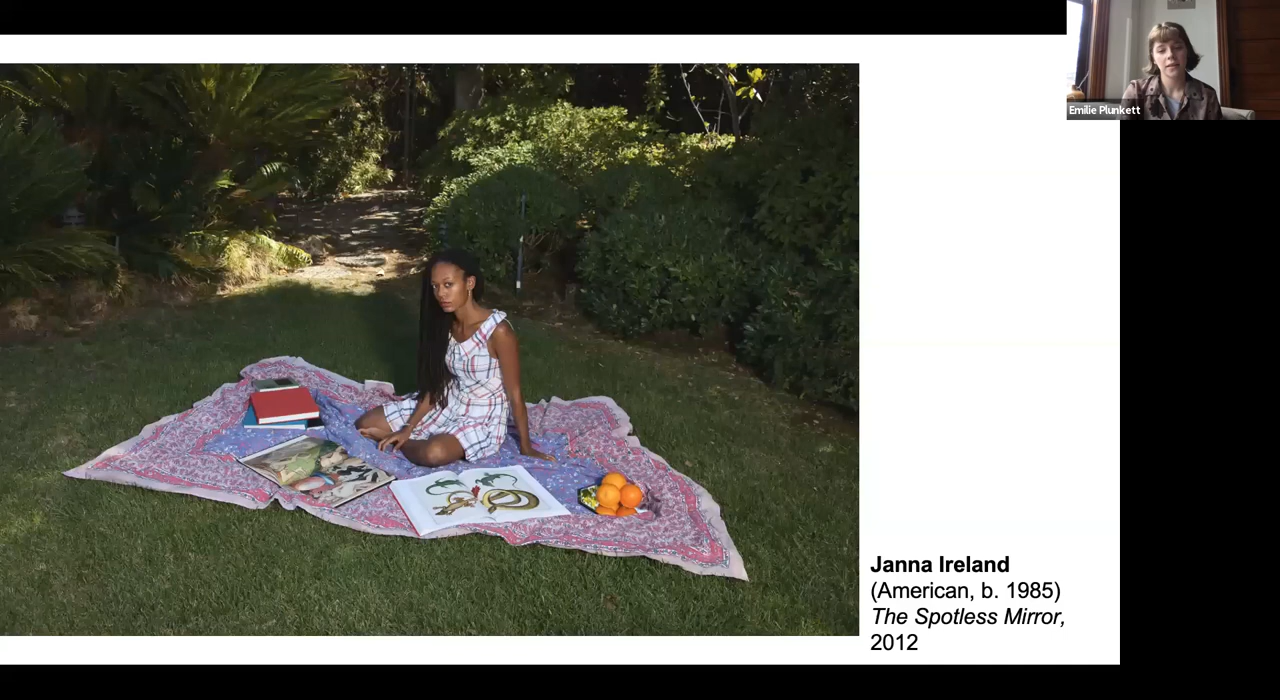 Emilie Plunkett
Janna Ireland
(American, b. 1985)
The Spotless Mirror,
2012